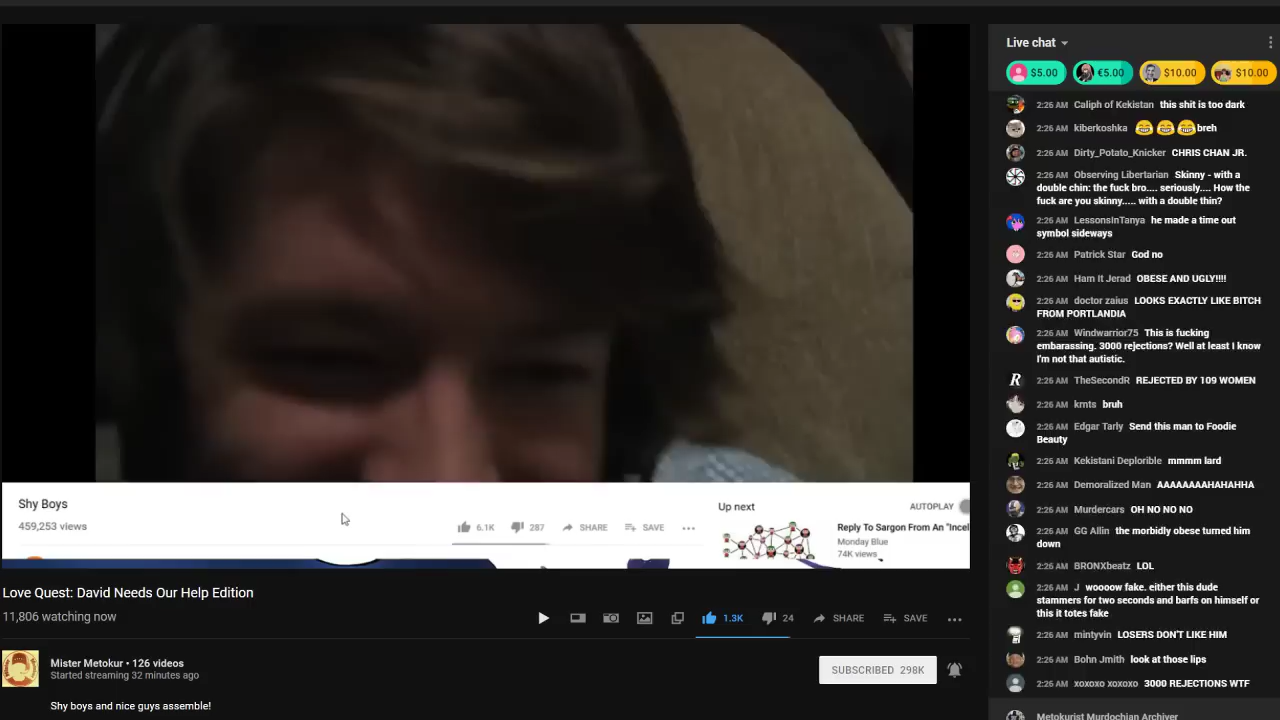 Shy Boys
459,253 views
6.1K
287
SHARE
SAVE
Up next
AUTOPLAY
Reply To Sargon From An "Incel
Monday Blue
74K views
Love Quest: David Needs Our Help Edition
11,806 watching now
1.3K
24
SHARE
SAVE
Mister Metokur • 126 videos
Started streaming 32 minutes ago
SUBSCRIBED 298K
Shy boys and nice guys assemble!
Live chat
$5.00
€5.00
$10.00
$10.00
2:26 AM Caliph of Kekistan this shit is too dark
2:26 AM kiberkoshka 😂😂😂breh
2:26 AM Dirty_Potato_Knicker CHRIS CHAN JR.
2:26 AM Observing Libertarian Skinny - with a
double chin: the fuck bro.... seriously.... How the
fuck are you skinny..... with a double thin?
2:26 AM LessonsInTanya he made a time out
symbol sideways
2:26 AM Patrick Star God no
2:26 AM Ham It Jerad OBESE AND UGLY!!!!
2:26 AM doctor zaius LOOKS EXACTLY LIKE BITCH
FROM PORTLANDIA
2:26 AM Windwarrior75 This is fucking
embarassing. 3000 rejections? Well at least I know
I'm not that autistic.
R
2:26 AM TheSecondR REJECTED BY 109 WOMEN
2:26 AM kmts bruh
2:26 AM Edgar Tarly Send this man to Foodie
Beauty
2:26 AM Kekistani Deplorible mmmm lard
2:26 AM Demoralized Man AAAAAAAAHAHAHHA
2:26 AM Murdercars OH NO NO NO
2:26 AM GG Allin the morbidly obese turned him
down
2:26 AM BRONXbeatz LOL
2:26 AM J woooow fake. either this dude
stammers for two seconds and barfs on himself or
this it totes fake
2:26 AM mintyvin LOSERS DON'T LIKE HIM
2:26 AM Bohn Jmith look at those lips
2:26 AM xoxoxo xoxoxo 3000 REJECTIONS WTF
Metokurist Murdochian Archiver